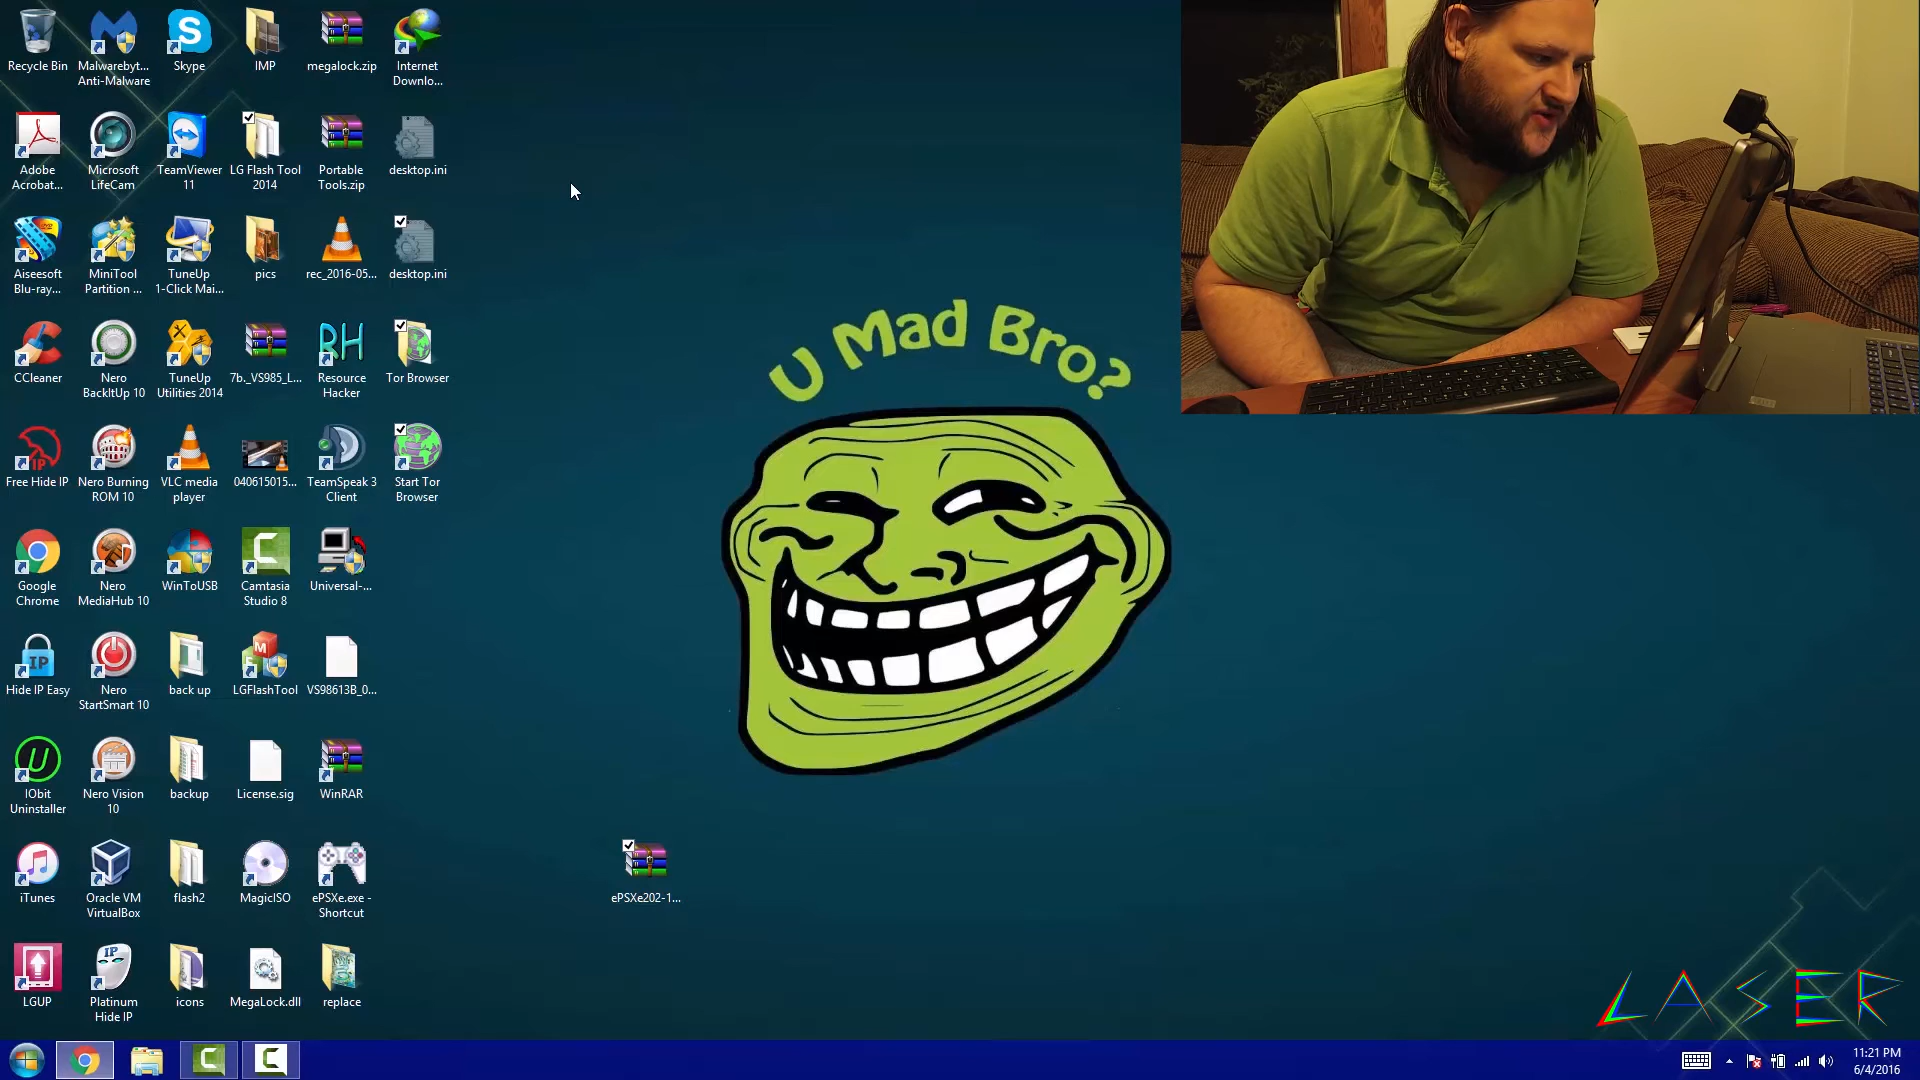 Recycle Bin
Malwarebyt...
Anti-Malware
Skype
IMP
megalock.zip
Internet
Downlo...
Adobe
Acrobat...
Microsoft
LifeCam
TeamViewer
11
LG Flash Tool
2014
Portable
Tools.zip
desktop.ini
Aiseesoft
Blu-ray...
MiniTool
Partition ...
TuneUp
1-Click Mai...
pics
rec_2016-05...
desktop.ini
CCleaner
Nero
BackItUp 10
TuneUp
Utilities 2014
7b._VS985_L...
RH
Resource
Hacker
Tor Browser
U Mad Bro?
IP
Free Hide IP
Nero Burning
ROM 10
VLC media
player
040615015...
TeamSpeak 3
Client
Start Tor
Browser
Google
Chrome
Nero
MediaHub 10
WinToUSB
Camtasia
Studio 8
Universal-...
IP
Hide IP Easy
Nero
StartSmart 10
back up
LGFlashTool
VS98613B_0...
IObit
Uninstaller
Nero Vision
10
backup
License.sig
WinRAR
iTunes
Oracle VM
VirtualBox
flash2
MagicISO
ePSXe.exe -
Shortcut
ePSXe202-1...
LGUP
IP
Platinum
Hide IP
icons
MegaLock.dll
replace
LASER
11:21 PM
6/4/2016